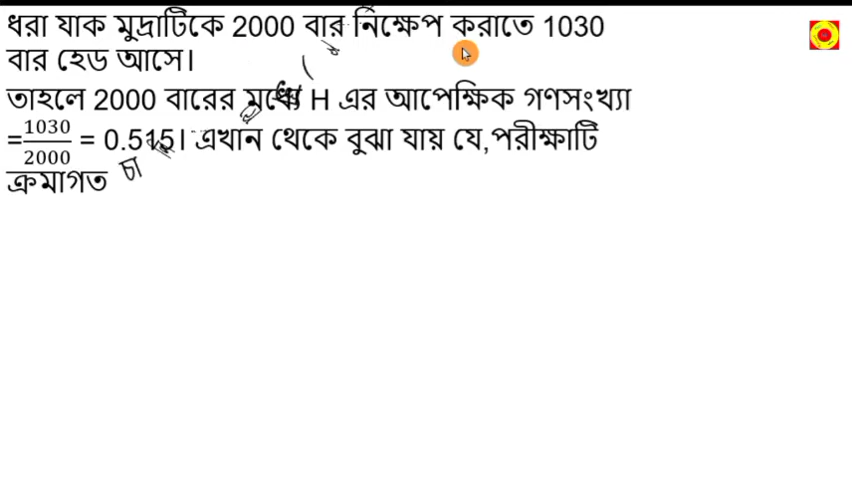 ধরা যাক মুদ্রাটিকে 2000 বার নিক্ষেপ করাতে 1030
বার হেড আসে।
তাহলে 2000 বারের মধ্যে H এর আপেক্ষিক গণসংখ্যা
=1030/2000 = 0.515। এখান থেকে বুঝা যায় যে,পরীক্ষাটি
ক্রমাগত চা